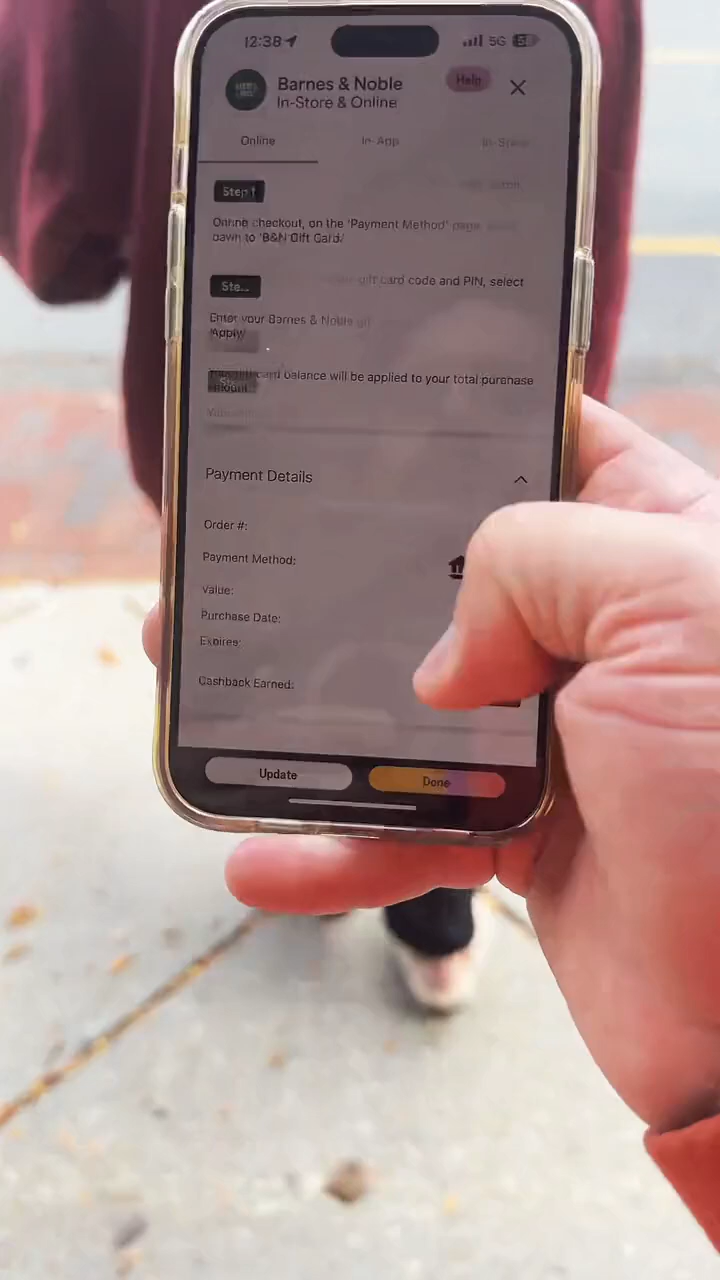 12:38
5G
Barnes & Noble
In-Store & Online
Help
Online
In-App
In-Store
Step 1
Online checkout, on the 'Payment Method' page,
down to 'B&N Gift Card.'
Ste..
gift card code and PIN, select
Enter your Barnes & Noble
'Apply'
card balance will be applied to your total purchase
Payment Details
Order #:
Payment Method:
Value:
Purchase Date:
Expires:
Cashback Earned:
Update
Done